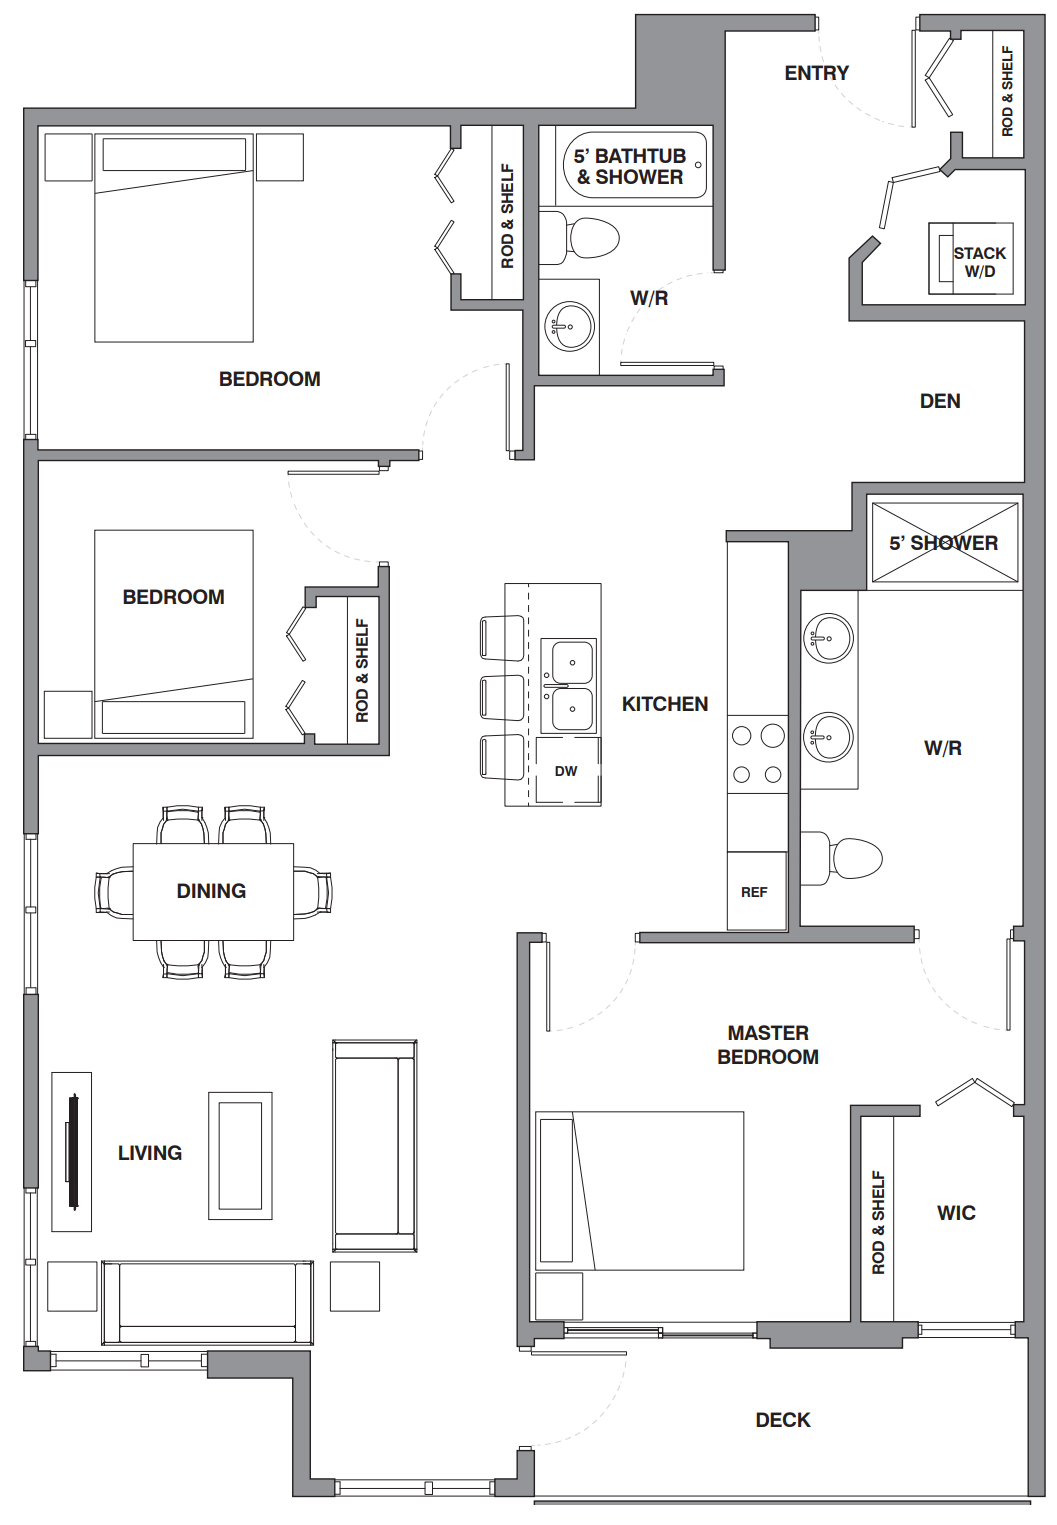 ENTRY
ROD & SHELF
5’ BATHTUB
& SHOWER
ROD & SHELF
STACK
W/D
W/R
BEDROOM
DEN
5’ SHOWER
BEDROOM
ROD & SHELF
KITCHEN
W/R
DW
DINING
REF
MASTER
BEDROOM
LIVING
ROD & SHELF
WIC
DECK